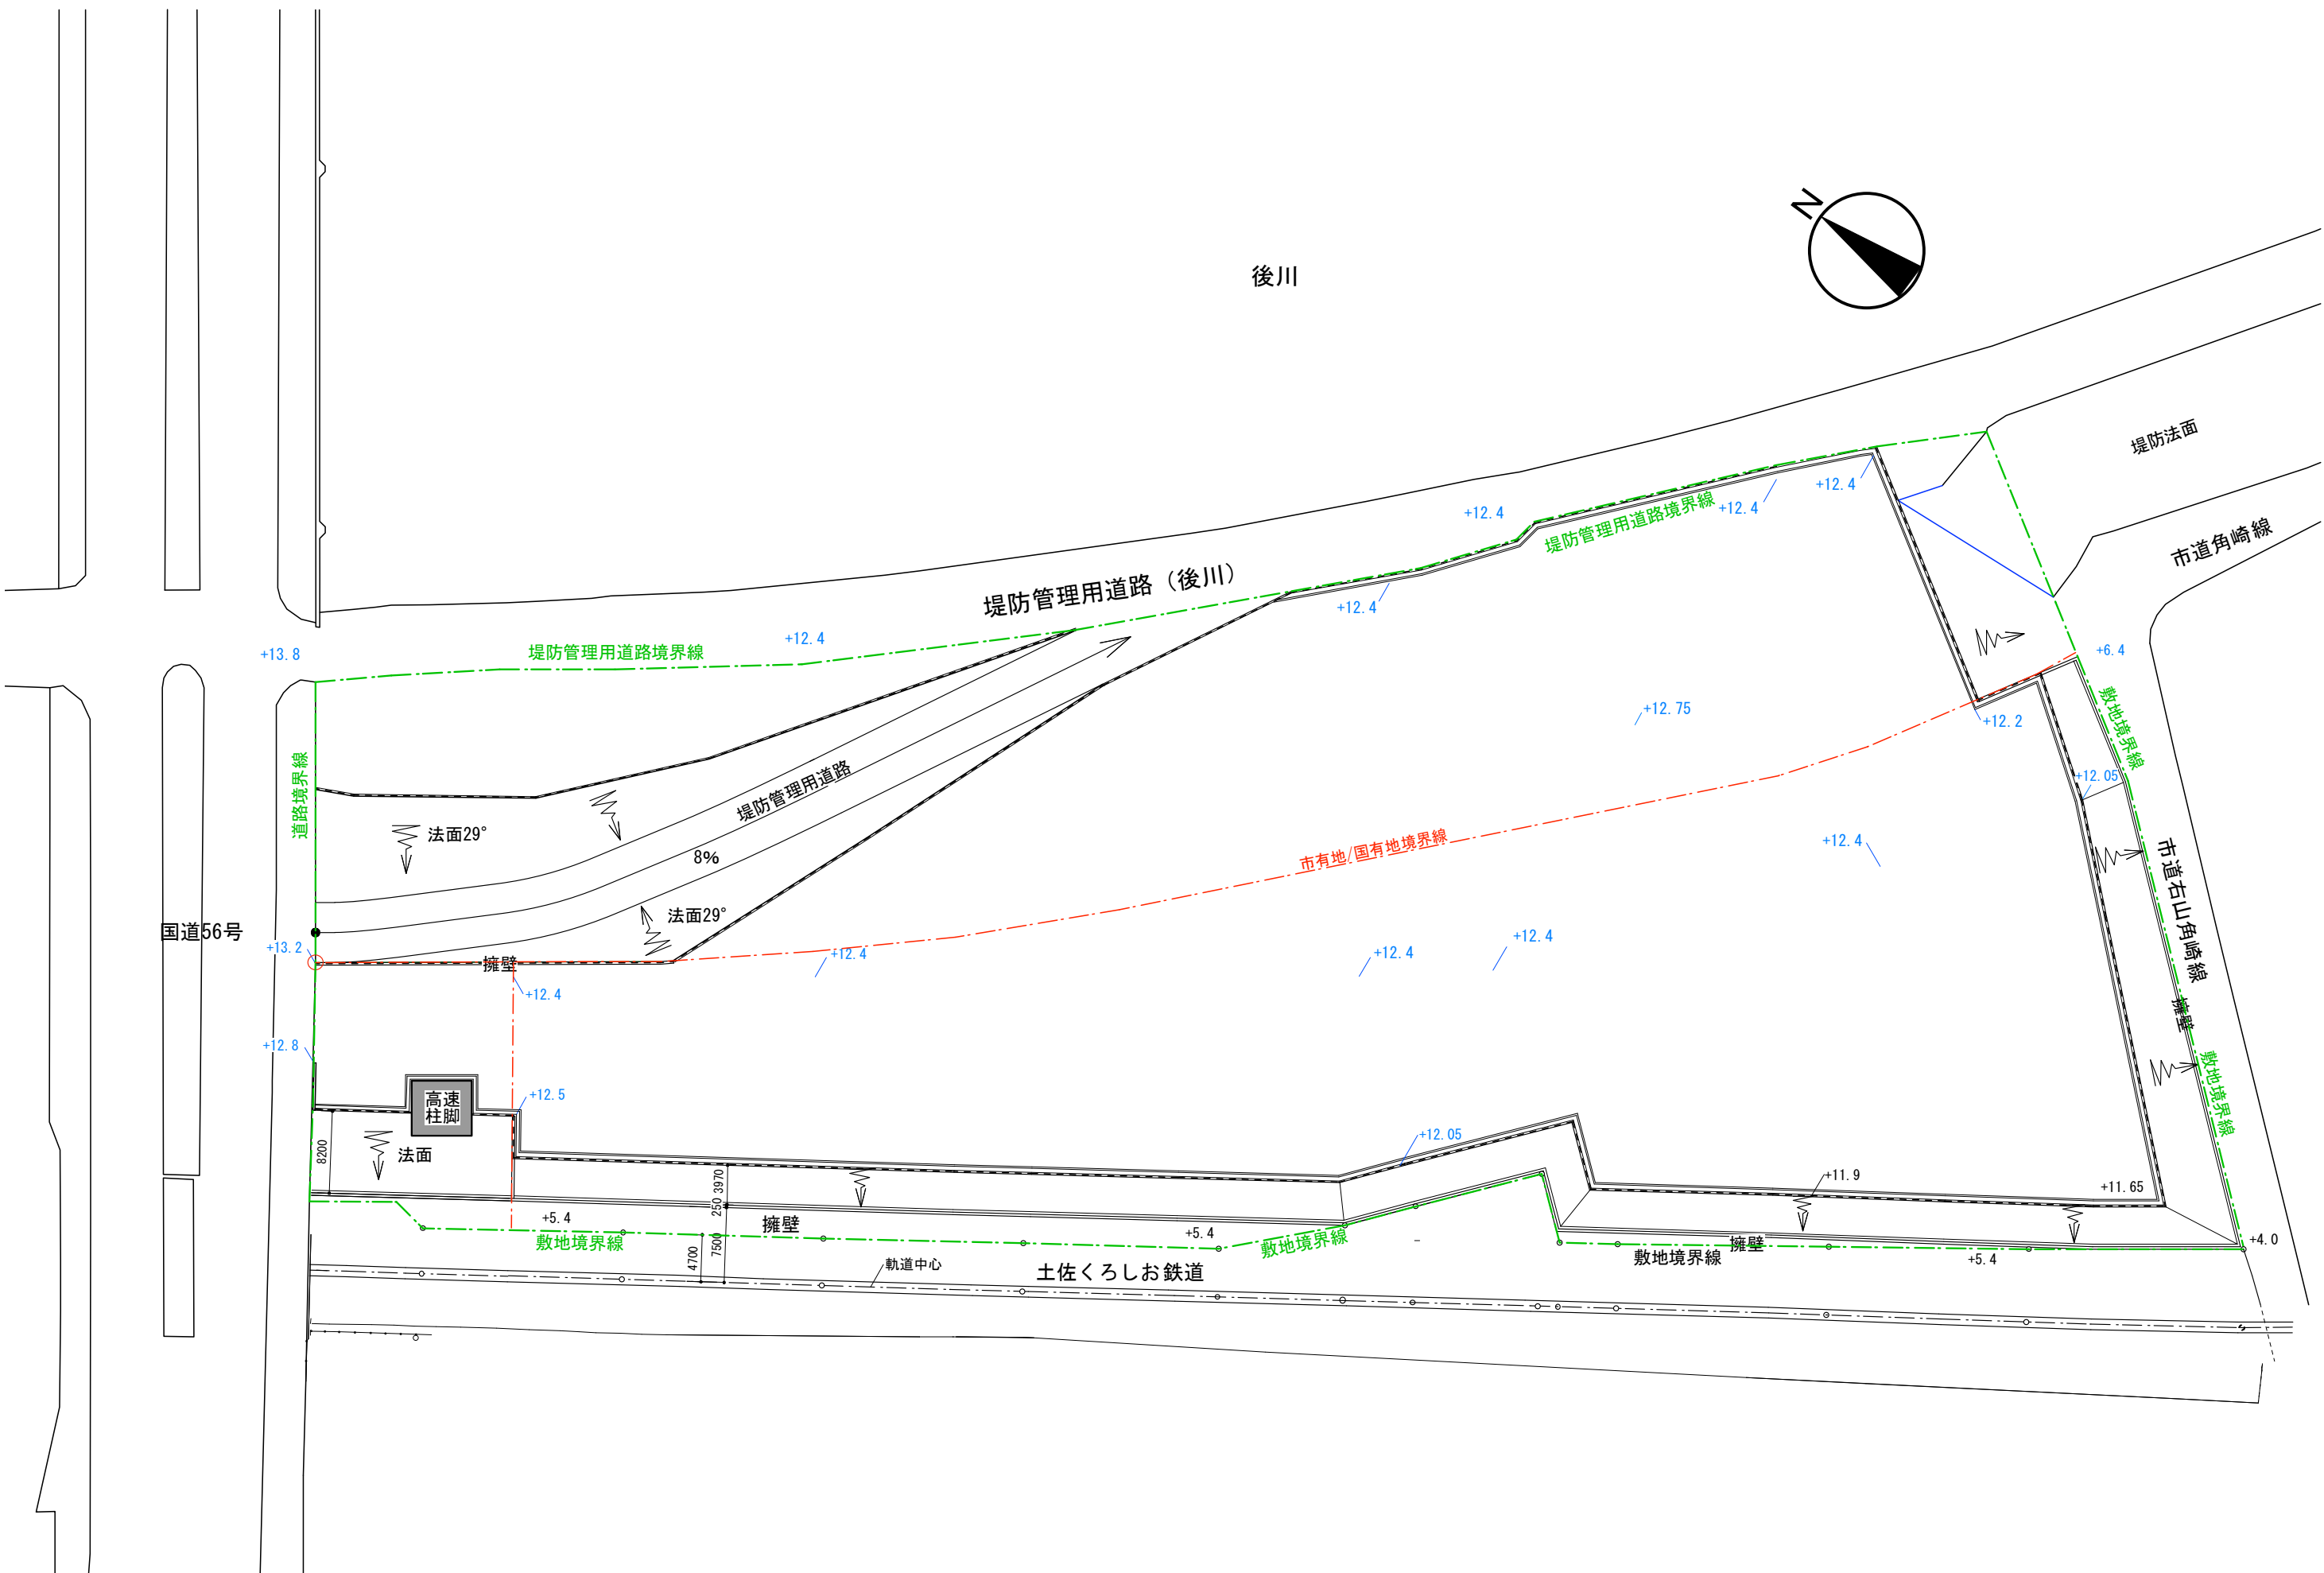 N
後川
堤防法面
市道角崎線
+12.4
+12.4
+12.4
堤防管理用道路境界線
堤防管理用道路（後川）
+12.4
+12.4
堤防管理用道路境界線
+13.8
+6.4
敷地境界線
+12.75
+12.2
+12.05
道路境界線
堤防管理用道路
法面29°
8%
法面29°
市有地/国有地境界線
+12.4
市道右山角崎線
国道56号
+13.2
擁壁
+12.4
+12.4
+12.4
+12.4
擁壁
+12.8
敷地境界線
高速
柱脚
+12.5
8200
法面
+12.05
3970
250
7500
4700
+11.9
+11.65
+5.4
擁壁
敷地境界線
+5.4
敷地境界線
擁壁
敷地境界線
+5.4
+4.0
軌道中心
土佐くろしお鉄道